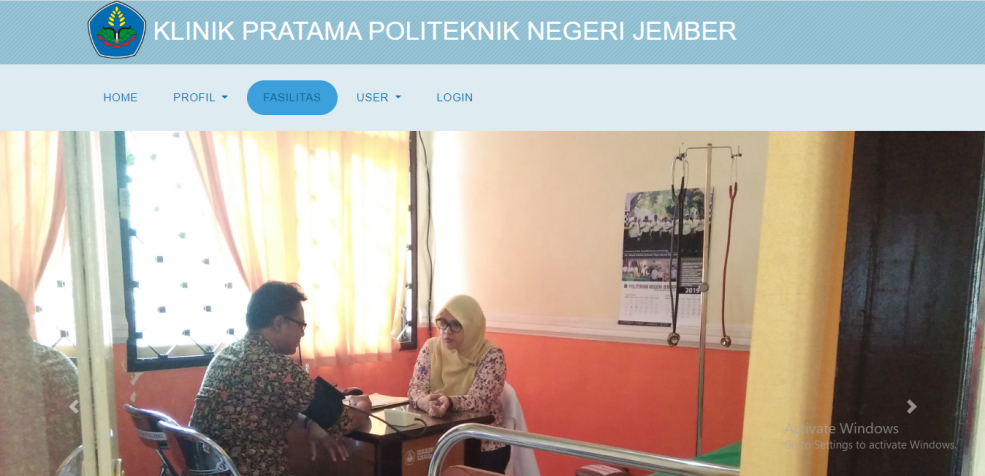 KLINIK PRATAMA POLITEKNIK NEGERI JEMBER
HOME PROFIL FASILITAS USER LOGIN
2019
POLITEKNIK NEGERI JEMBER
Activate Windows
Go to Settings to activate Windows.